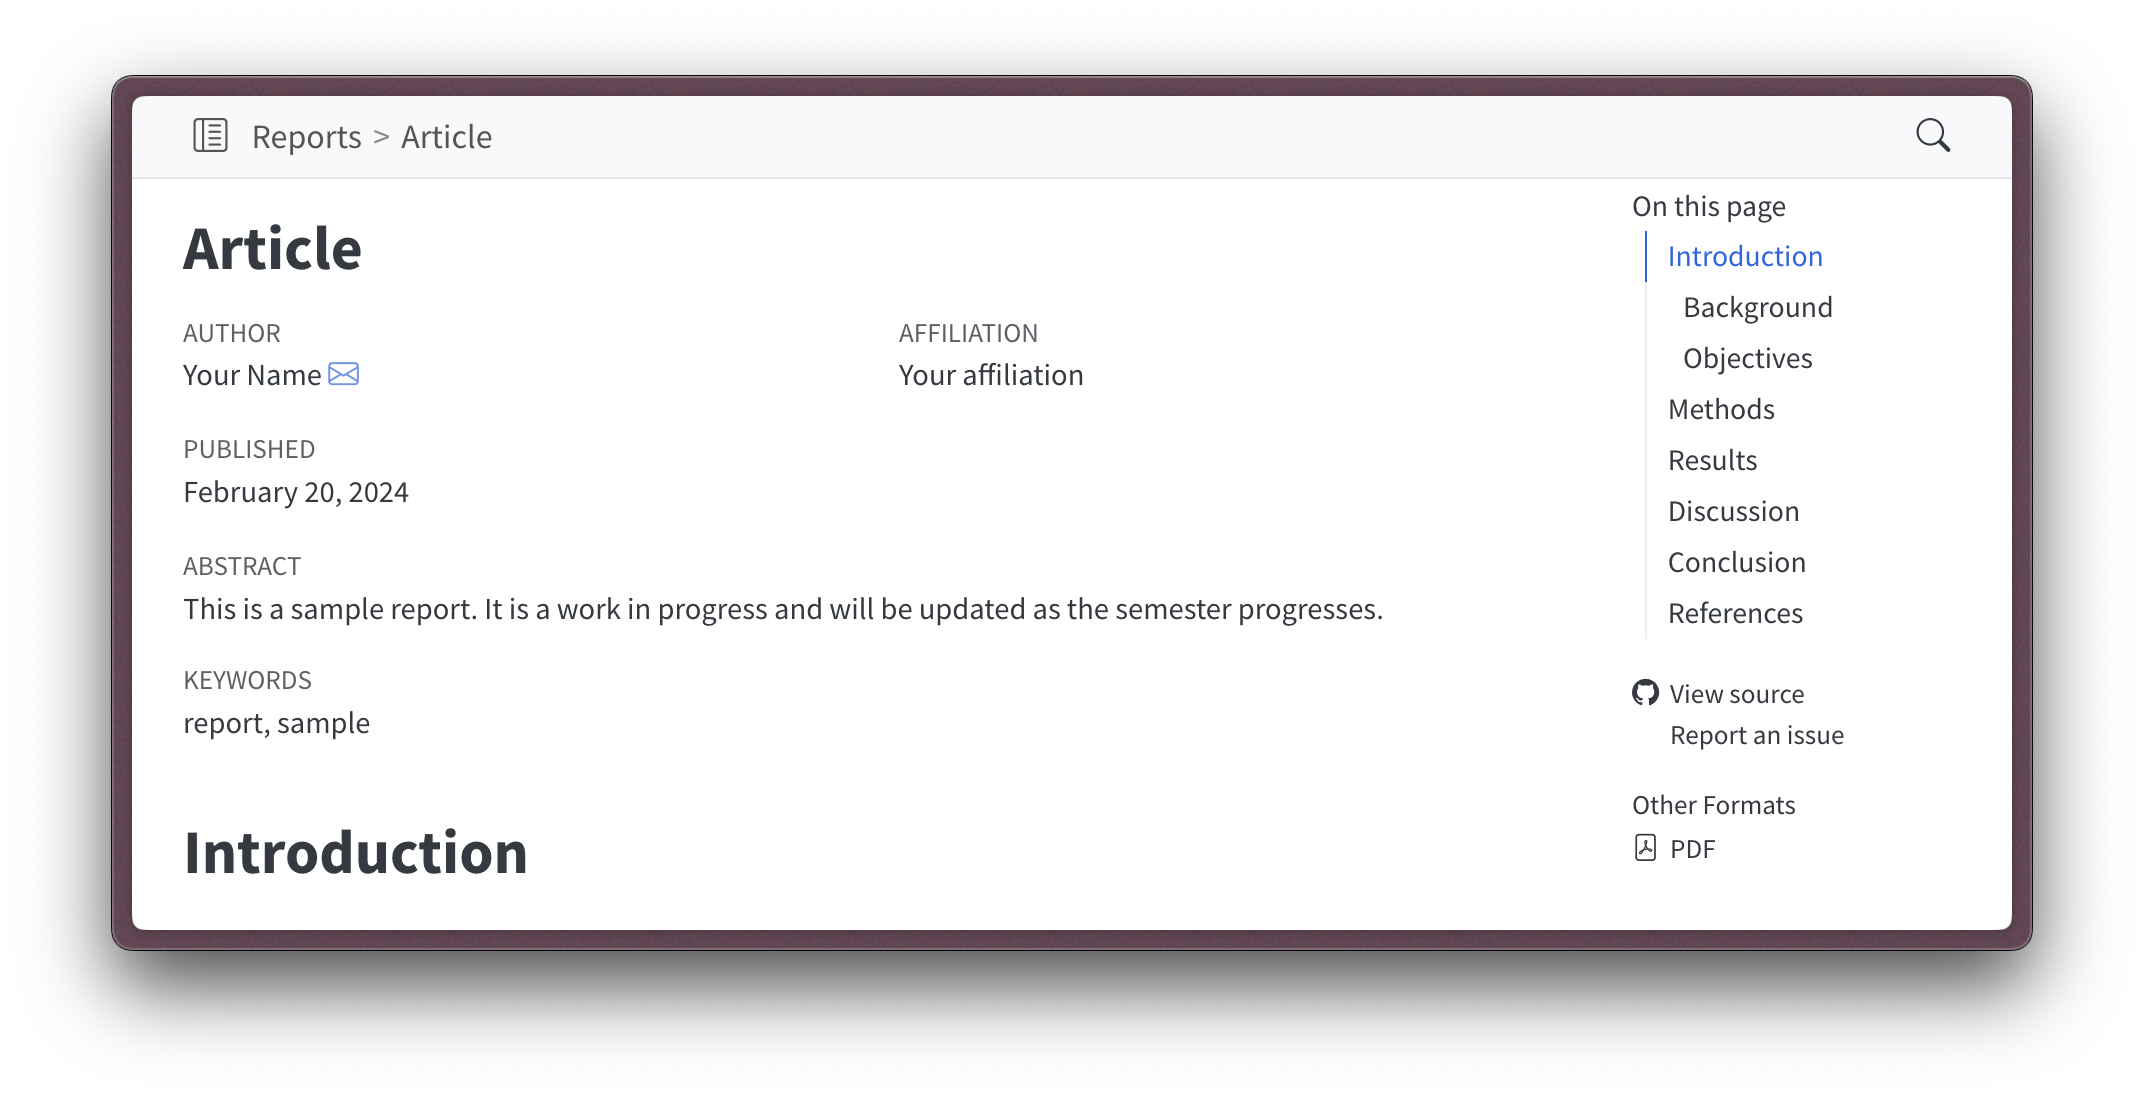 Reports > Article
Article
AUTHOR
Your Name
AFFILIATION
Your affiliation
PUBLISHED
February 20, 2024
ABSTRACT
This is a sample report. It is a work in progress and will be updated as the semester progresses.
KEYWORDS
report, sample
Introduction
On this page
Introduction
Background
Objectives
Methods
Results
Discussion
Conclusion
References
View source
Report an issue
Other Formats
PDF